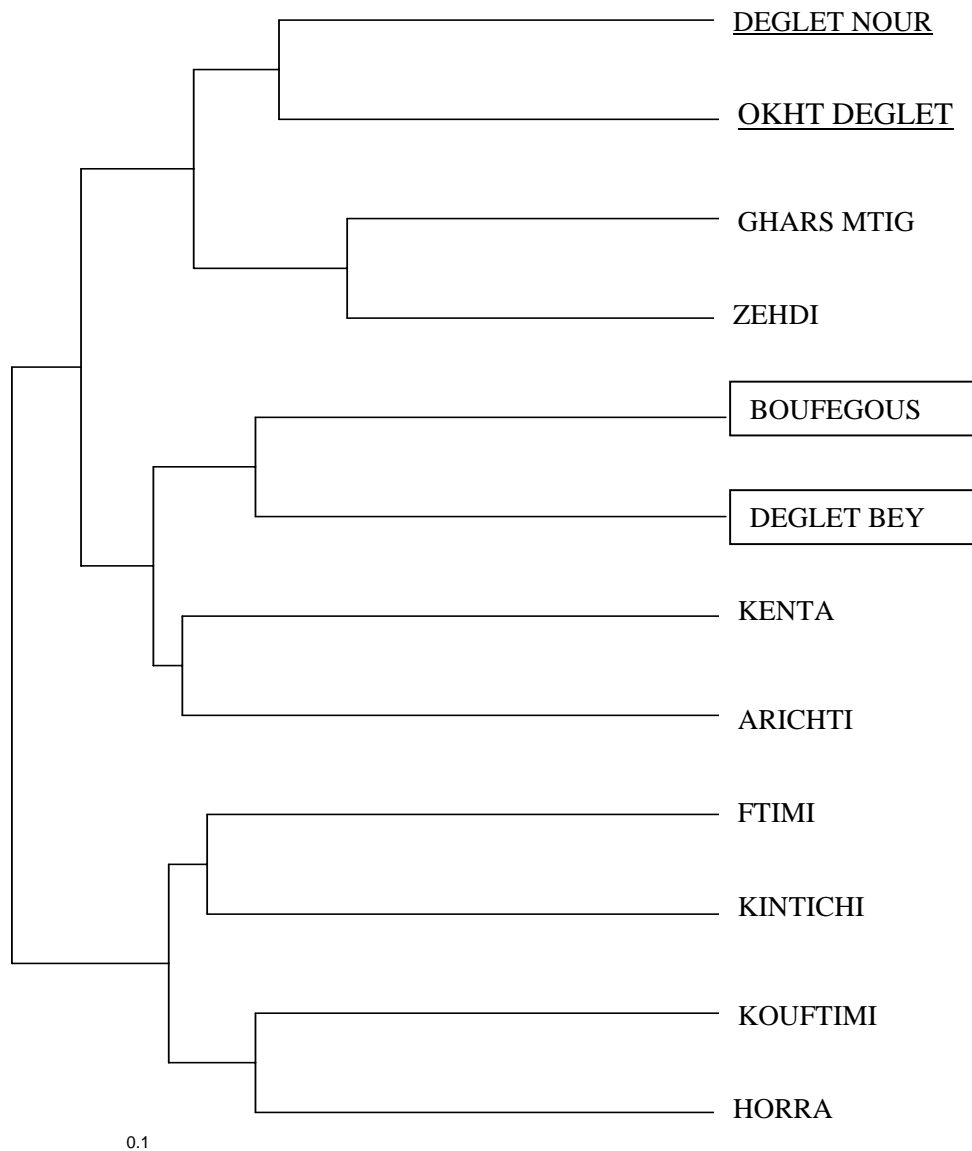 DEGLET NOUR
OKHT DEGLET
GHARS MTIG
ZEHDI
BOUFEGOUS
DEGLET BEY
KENTA
ARICHTI
FTIMI
KINTICHI
KOUFTIMI
HORRA
0.1